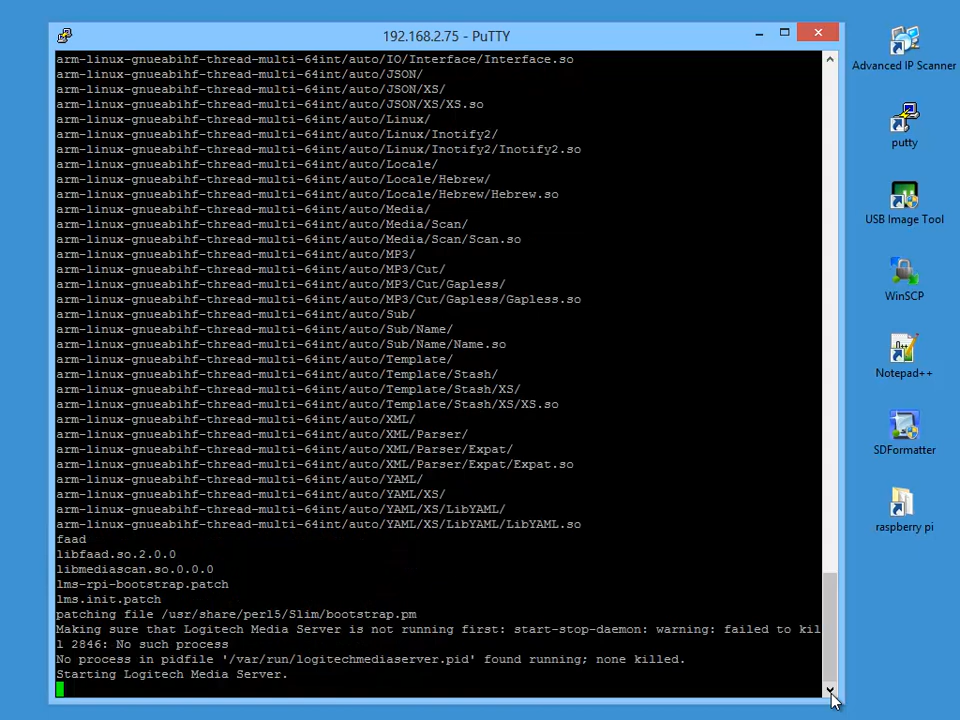 192.168.2.75 - PuTTY
arm-linux-gnueabihf-thread-multi-64int/auto/IO/Interface/Interface.so
arm-linux-gnueabihf-thread-multi-64int/auto/JSON/
arm-linux-gnueabihf-thread-multi-64int/auto/JSON/XS/
arm-linux-gnueabihf-thread-multi-64int/auto/JSON/XS/XS.so
arm-linux-gnueabihf-thread-multi-64int/auto/Linux/
arm-linux-gnueabihf-thread-multi-64int/auto/Linux/Inotify2/
arm-linux-gnueabihf-thread-multi-64int/auto/Linux/Inotify2/Inotify2.so
arm-linux-gnueabihf-thread-multi-64int/auto/Locale/
arm-linux-gnueabihf-thread-multi-64int/auto/Locale/Hebrew/
arm-linux-gnueabihf-thread-multi-64int/auto/Locale/Hebrew/Hebrew.so
arm-linux-gnueabihf-thread-multi-64int/auto/Media/
arm-linux-gnueabihf-thread-multi-64int/auto/Media/Scan/
arm-linux-gnueabihf-thread-multi-64int/auto/Media/Scan/Scan.so
arm-linux-gnueabihf-thread-multi-64int/auto/MP3/
arm-linux-gnueabihf-thread-multi-64int/auto/MP3/Cut/
arm-linux-gnueabihf-thread-multi-64int/auto/MP3/Cut/Gapless/
arm-linux-gnueabihf-thread-multi-64int/auto/MP3/Cut/Gapless/Gapless.so
arm-linux-gnueabihf-thread-multi-64int/auto/Sub/
arm-linux-gnueabihf-thread-multi-64int/auto/Sub/Name/
arm-linux-gnueabihf-thread-multi-64int/auto/Sub/Name/Name.so
arm-linux-gnueabihf-thread-multi-64int/auto/Template/
arm-linux-gnueabihf-thread-multi-64int/auto/Template/Stash/
arm-linux-gnueabihf-thread-multi-64int/auto/Template/Stash/XS/
arm-linux-gnueabihf-thread-multi-64int/auto/Template/Stash/XS/XS.so
arm-linux-gnueabihf-thread-multi-64int/auto/XML/
arm-linux-gnueabihf-thread-multi-64int/auto/XML/Parser/
arm-linux-gnueabihf-thread-multi-64int/auto/XML/Parser/Expat/
arm-linux-gnueabihf-thread-multi-64int/auto/XML/Parser/Expat/Expat.so
arm-linux-gnueabihf-thread-multi-64int/auto/YAML/
arm-linux-gnueabihf-thread-multi-64int/auto/YAML/XS/
arm-linux-gnueabihf-thread-multi-64int/auto/YAML/XS/LibYAML/
arm-linux-gnueabihf-thread-multi-64int/auto/YAML/XS/LibYAML/LibYAML.so
faad
libfaad.so.2.0.0
libmediascan.so.0.0.0
lms-rpi-bootstrap.patch
lms.init.patch
patching file /usr/share/perl5/Slim/bootstrap.pm
Making sure that Logitech Media Server is not running first: start-stop-daemon: warning: failed to kil
l 2846: No such process
No process in pidfile '/var/run/logitechmediaserver.pid' found running; none killed.
Starting Logitech Media Server.
Advanced IP Scanner
putty
USB Image Tool
WinSCP
Notepad++
SDFormatter
raspberry pi